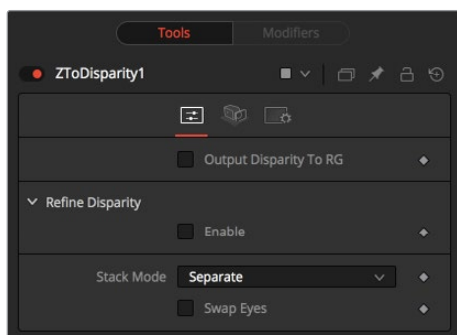 Tools Modifiers
ZToDisparity1
Output Disparity To RG
Refine Disparity
Enable
Stack Mode Separate
Swap Eyes